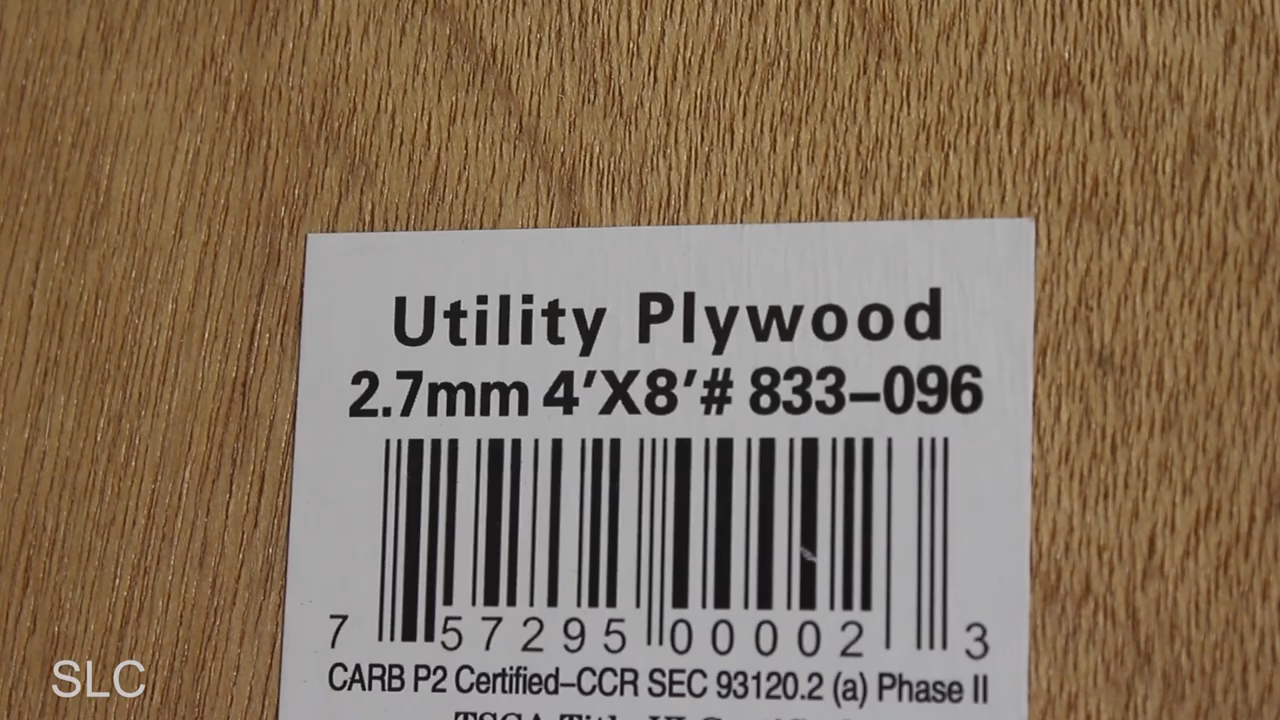 Utility Plywood
2.7mm 4'X8'# 833–096
7 57295 00002 3
CARB P2 Certified–CCR SEC 93120.2 (a) Phase II
SLC